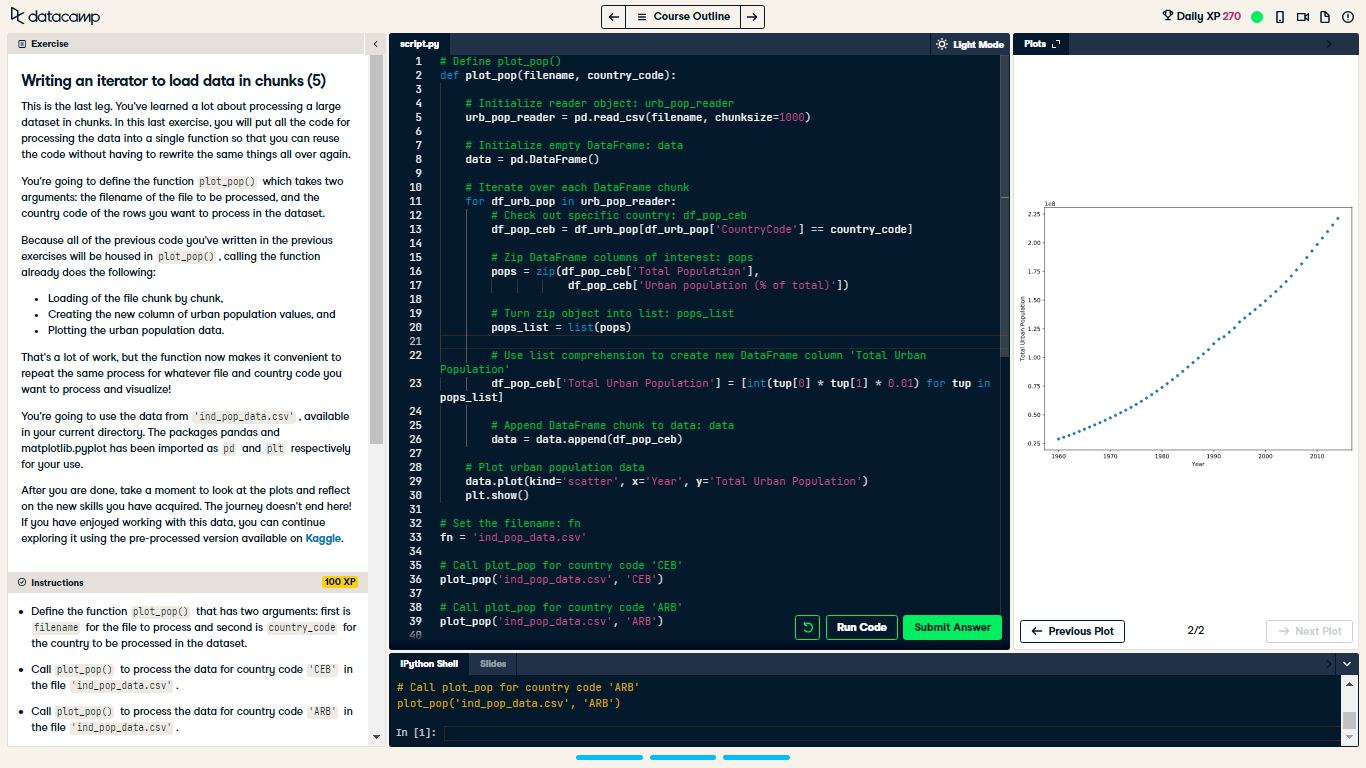 datacamp
Course Outline
Daily XP 270
Exercise
Writing an iterator to load data in chunks (5)
This is the last leg. You've learned a lot about processing a large
dataset in chunks. In this last exercise, you will put all the code for
processing the data into a single function so that you can reuse
the code without having to rewrite the same things all over again.
You're going to define the function plot_pop() which takes two
arguments: the filename of the file to be processed, and the
country code of the rows you want to process in the dataset.
Because all of the previous code you've written in the previous
exercises will be housed in plot_pop() , calling the function
already does the following:
• Loading of the file chunk by chunk,
• Creating the new column of urban population values, and
• Plotting the urban population data.
That's a lot of work, but the function now makes it convenient to
repeat the same process for whatever file and country code you
want to process and visualize!
You're going to use the data from 'ind_pop_data.csv' , available
in your current directory. The packages pandas and
matplotlib.pyplot has been imported as pd and plt respectively
for your use.
After you are done, take a moment to look at the plots and reflect
on the new skills you have acquired. The journey doesn't end here!
If you have enjoyed working with this data, you can continue
exploring it using the pre-processed version available on Kaggle.
Instructions
100 XP
• Define the function plot_pop() that has two arguments: first is
filename for the file to process and second is country_code for
the country to be processed in the dataset.
• Call plot_pop() to process the data for country code 'CEB' in
the file 'ind_pop_data.csv' .
• Call plot_pop() to process the data for country code 'ARB' in
the file 'ind_pop_data.csv' .
script.py
Light Mode
1 # Define plot_pop()
2 def plot_pop(filename, country_code):
3
4 # Initialize reader object: urb_pop_reader
5 urb_pop_reader = pd.read_csv(filename, chunksize=1000)
6
7 # Initialize empty DataFrame: data
8 data = pd.DataFrame()
9
10 # Iterate over each DataFrame chunk
11 for df_urb_pop in urb_pop_reader:
12 # Check out specific country: df_pop_ceb
13 df_pop_ceb = df_urb_pop[df_urb_pop['CountryCode'] == country_code]
14
15 # Zip DataFrame columns of interest: pops
16 pops = zip(df_pop_ceb['Total Population'],
17 df_pop_ceb['Urban population (% of total)'])
18
19 # Turn zip object into list: pops_list
20 pops_list = list(pops)
21
22 # Use list comprehension to create new DataFrame column 'Total Urban
Population'
23 df_pop_ceb['Total Urban Population'] = [int(tup[0] * tup[1] * 0.01) for tup in
pops_list]
24
25 # Append DataFrame chunk to data: data
26 data = data.append(df_pop_ceb)
27
28 # Plot urban population data
29 data.plot(kind='scatter', x='Year', y='Total Urban Population')
30 plt.show()
31
32 # Set the filename: fn
33 fn = 'ind_pop_data.csv'
34
35 # Call plot_pop for country code 'CEB'
36 plot_pop('ind_pop_data.csv', 'CEB')
37
38 # Call plot_pop for country code 'ARB'
39 plot_pop('ind_pop_data.csv', 'ARB')
40
Run Code
Submit Answer
IPython Shell
Slides
# Call plot_pop for country code 'ARB'
plot_pop('ind_pop_data.csv', 'ARB')
In [1]:
Plots
1e8
2.25
2.00
1.75
1.50
1.25
1.00
0.75
0.50
0.25
Total Urban Population
1960 1970 1980 1990 2000 2010
Year
Previous Plot
2/2
Next Plot